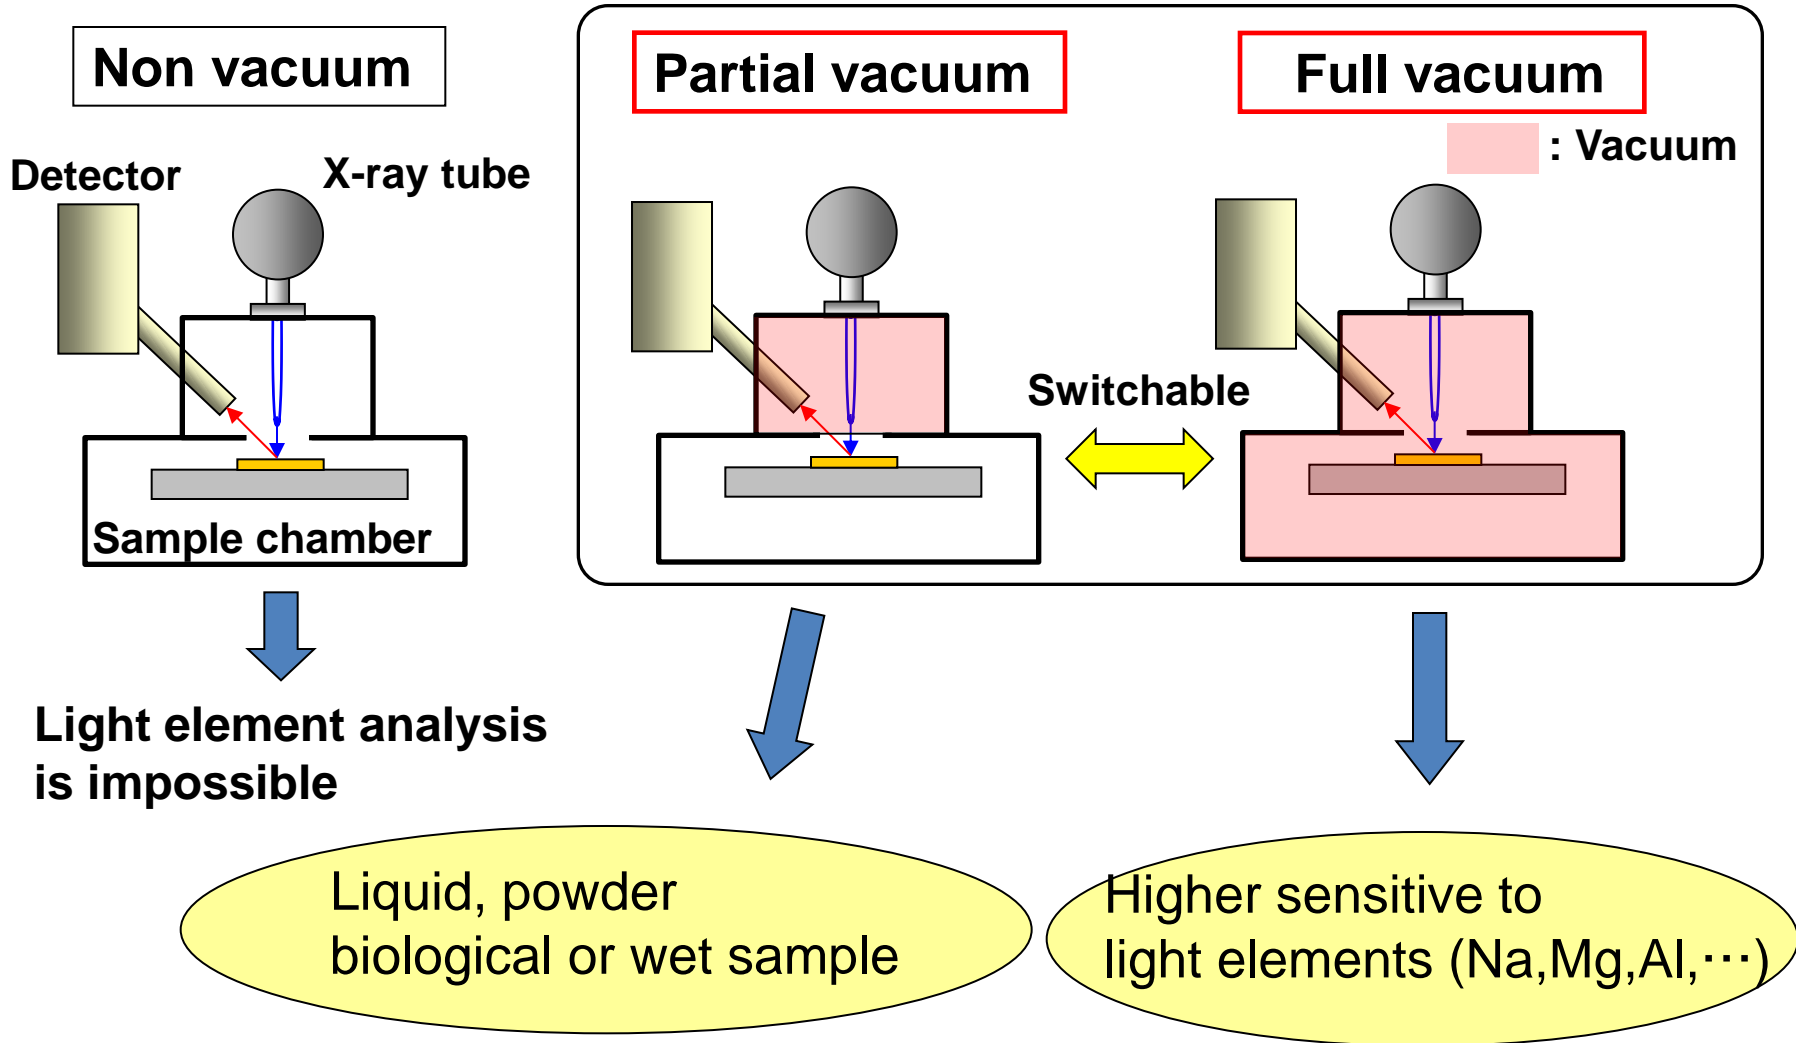 Non vacuum
Partial vacuum
Full vacuum
: Vacuum
Detector
X-ray tube
Switchable
Sample chamber
Light element analysis
is impossible
Liquid, powder
biological or wet sample
Higher sensitive to
light elements (Na,Mg,Al,⋯)